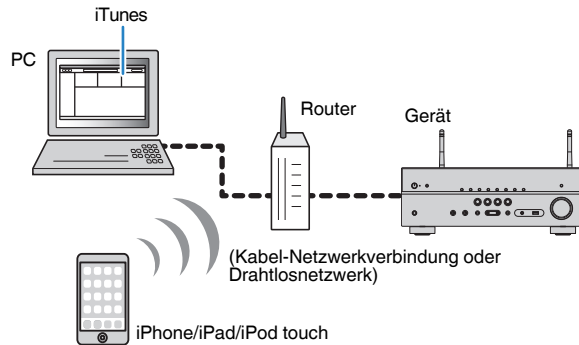 iTunes
PC
Router
Gerät
(Kabel-Netzwerkverbindung oder
Drahtlosnetzwerk)
iPhone/iPad/iPod touch